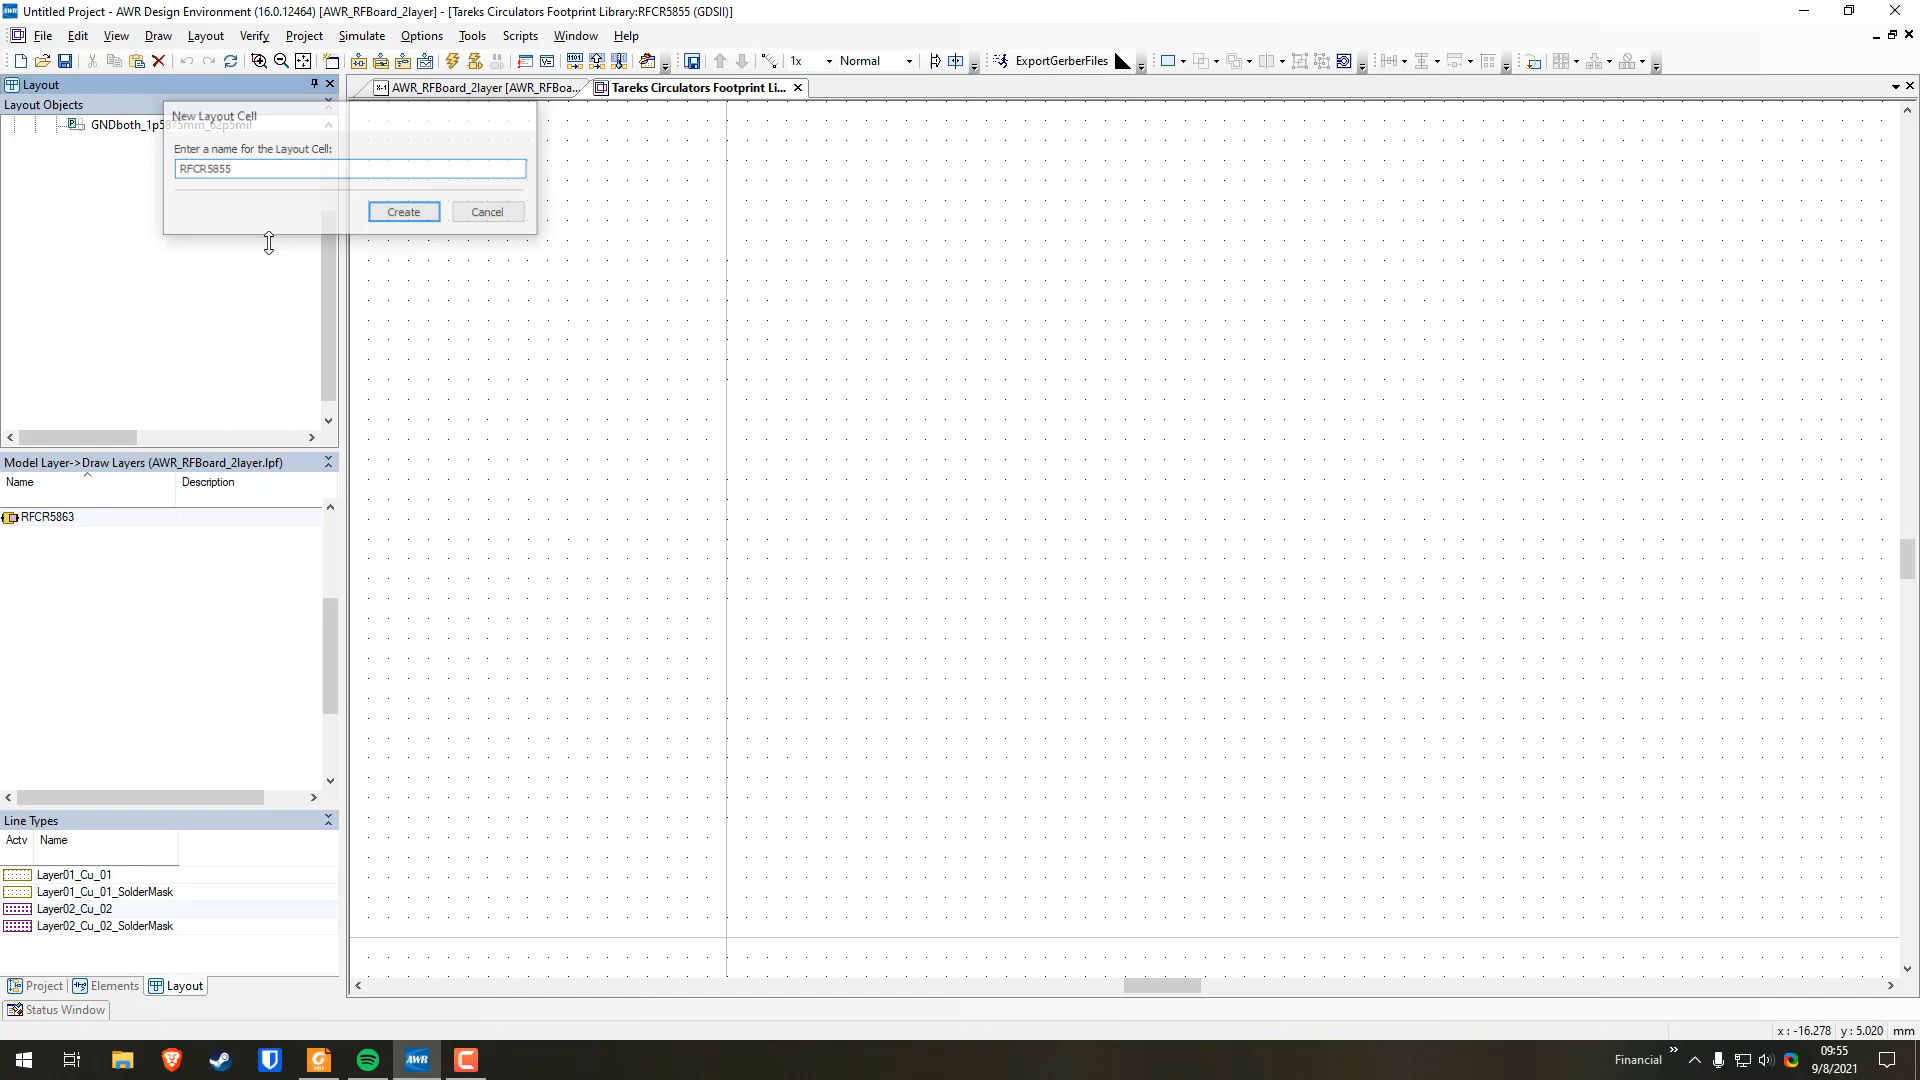 Untitled Project - AWR Design Environment (16.0.12464) [AWR_RFBoard_2layer] - [Tareks Circulators Footprint Library:RFCR5855 (GDSII)]
File Edit View Draw Layout Verify Project Simulate Options Tools Scripts Window Help
1x Normal ExportGerberFiles
Layout
AWR_RFBoard_2layer [AWR_RFBoa...
Tareks Circulators Footprint Li...
Layout Objects
GNDboth_1p5875mm_62p5mil
New Layout Cell
Enter a name for the Layout Cell:
RFCR5855
Create Cancel
Model Layer->Draw Layers (AWR_RFBoard_2layer.lpf)
Name Description
RFCR5863
Line Types
Actv Name
Layer01_Cu_01
Layer01_Cu_01_SolderMask
Layer02_Cu_02
Layer02_Cu_02_SolderMask
Project Elements Layout
Status Window
x : -16.278 y : 5.020 mm
AWR
Financial
09:55
9/8/2021